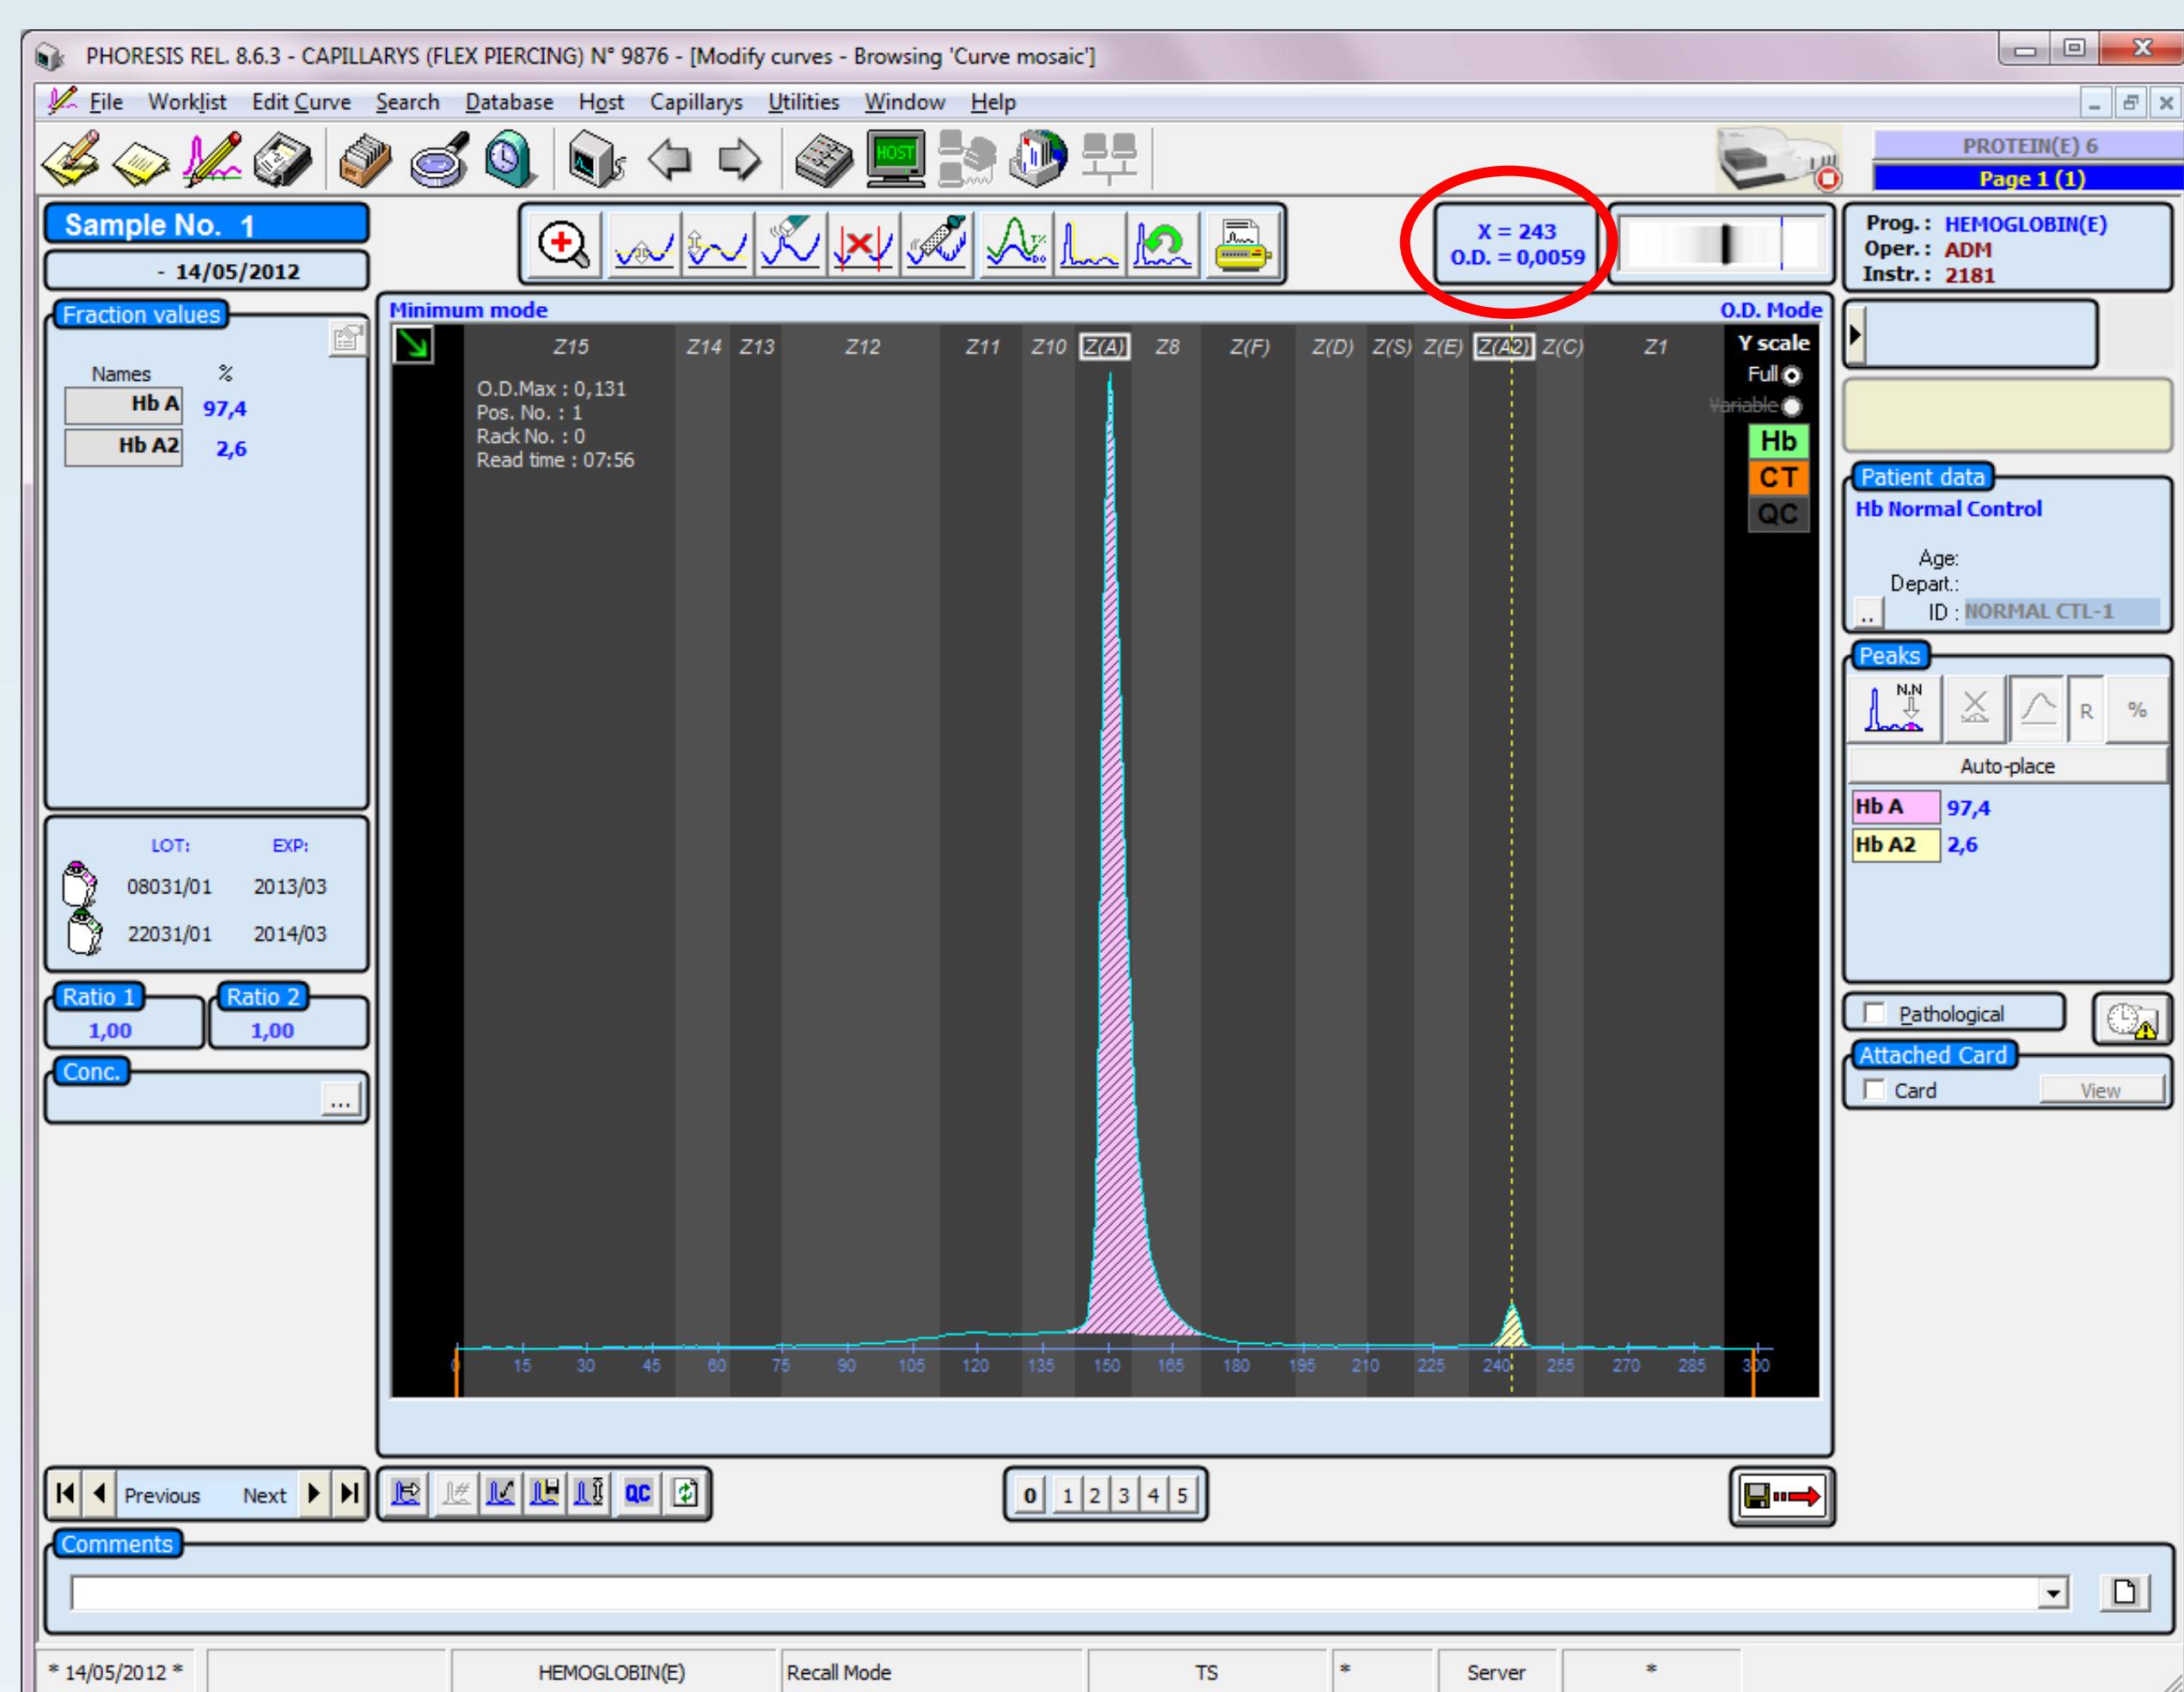 PHORESIS REL. 8.6.3 - CAPILLARYS (FLEX PIERCING) N° 9876 - [Modify curves - Browsing 'Curve mosaic']
File Worklist Edit Curve Search Database Host Capillarys Utilities Window Help
HOST
PROTEIN(E) 6
Page 1 (1)
Sample No. 1
- 14/05/2012
X = 243
O.D. = 0,0059
Prog.: HEMOGLOBIN(E)
Oper.: ADM
Instr.: 2181
Fraction values
Names %
Hb A 97,4
Hb A2 2,6
LOT: EXP:
08031/01 2013/03
22031/01 2014/03
Ratio 1 Ratio 2
1,00 1,00
Conc.
...
Minimum mode O.D. Mode
Z15 Z14 Z13 Z12 Z11 Z10 Z(A) Z8 Z(F) Z(D) Z(S) Z(E) Z(A2) Z(C) Z1
O.D.Max : 0,131
Pos. No. : 1
Rack No. : 0
Read time : 07:56
Y scale
Full
Variable
Hb
CT
QC
0 15 30 45 60 75 90 105 120 135 150 165 180 195 210 225 240 255 270 285 300
Patient data
Hb Normal Control
Age:
Depart.:
.. ID : NORMAL CTL-1
Peaks
N.N R %
Auto-place
Hb A 97,4
Hb A2 2,6
Pathological
Attached Card
Card View
Previous Next
QC
0 1 2 3 4 5
Comments
* 14/05/2012 * HEMOGLOBIN(E) Recall Mode TS * Server *